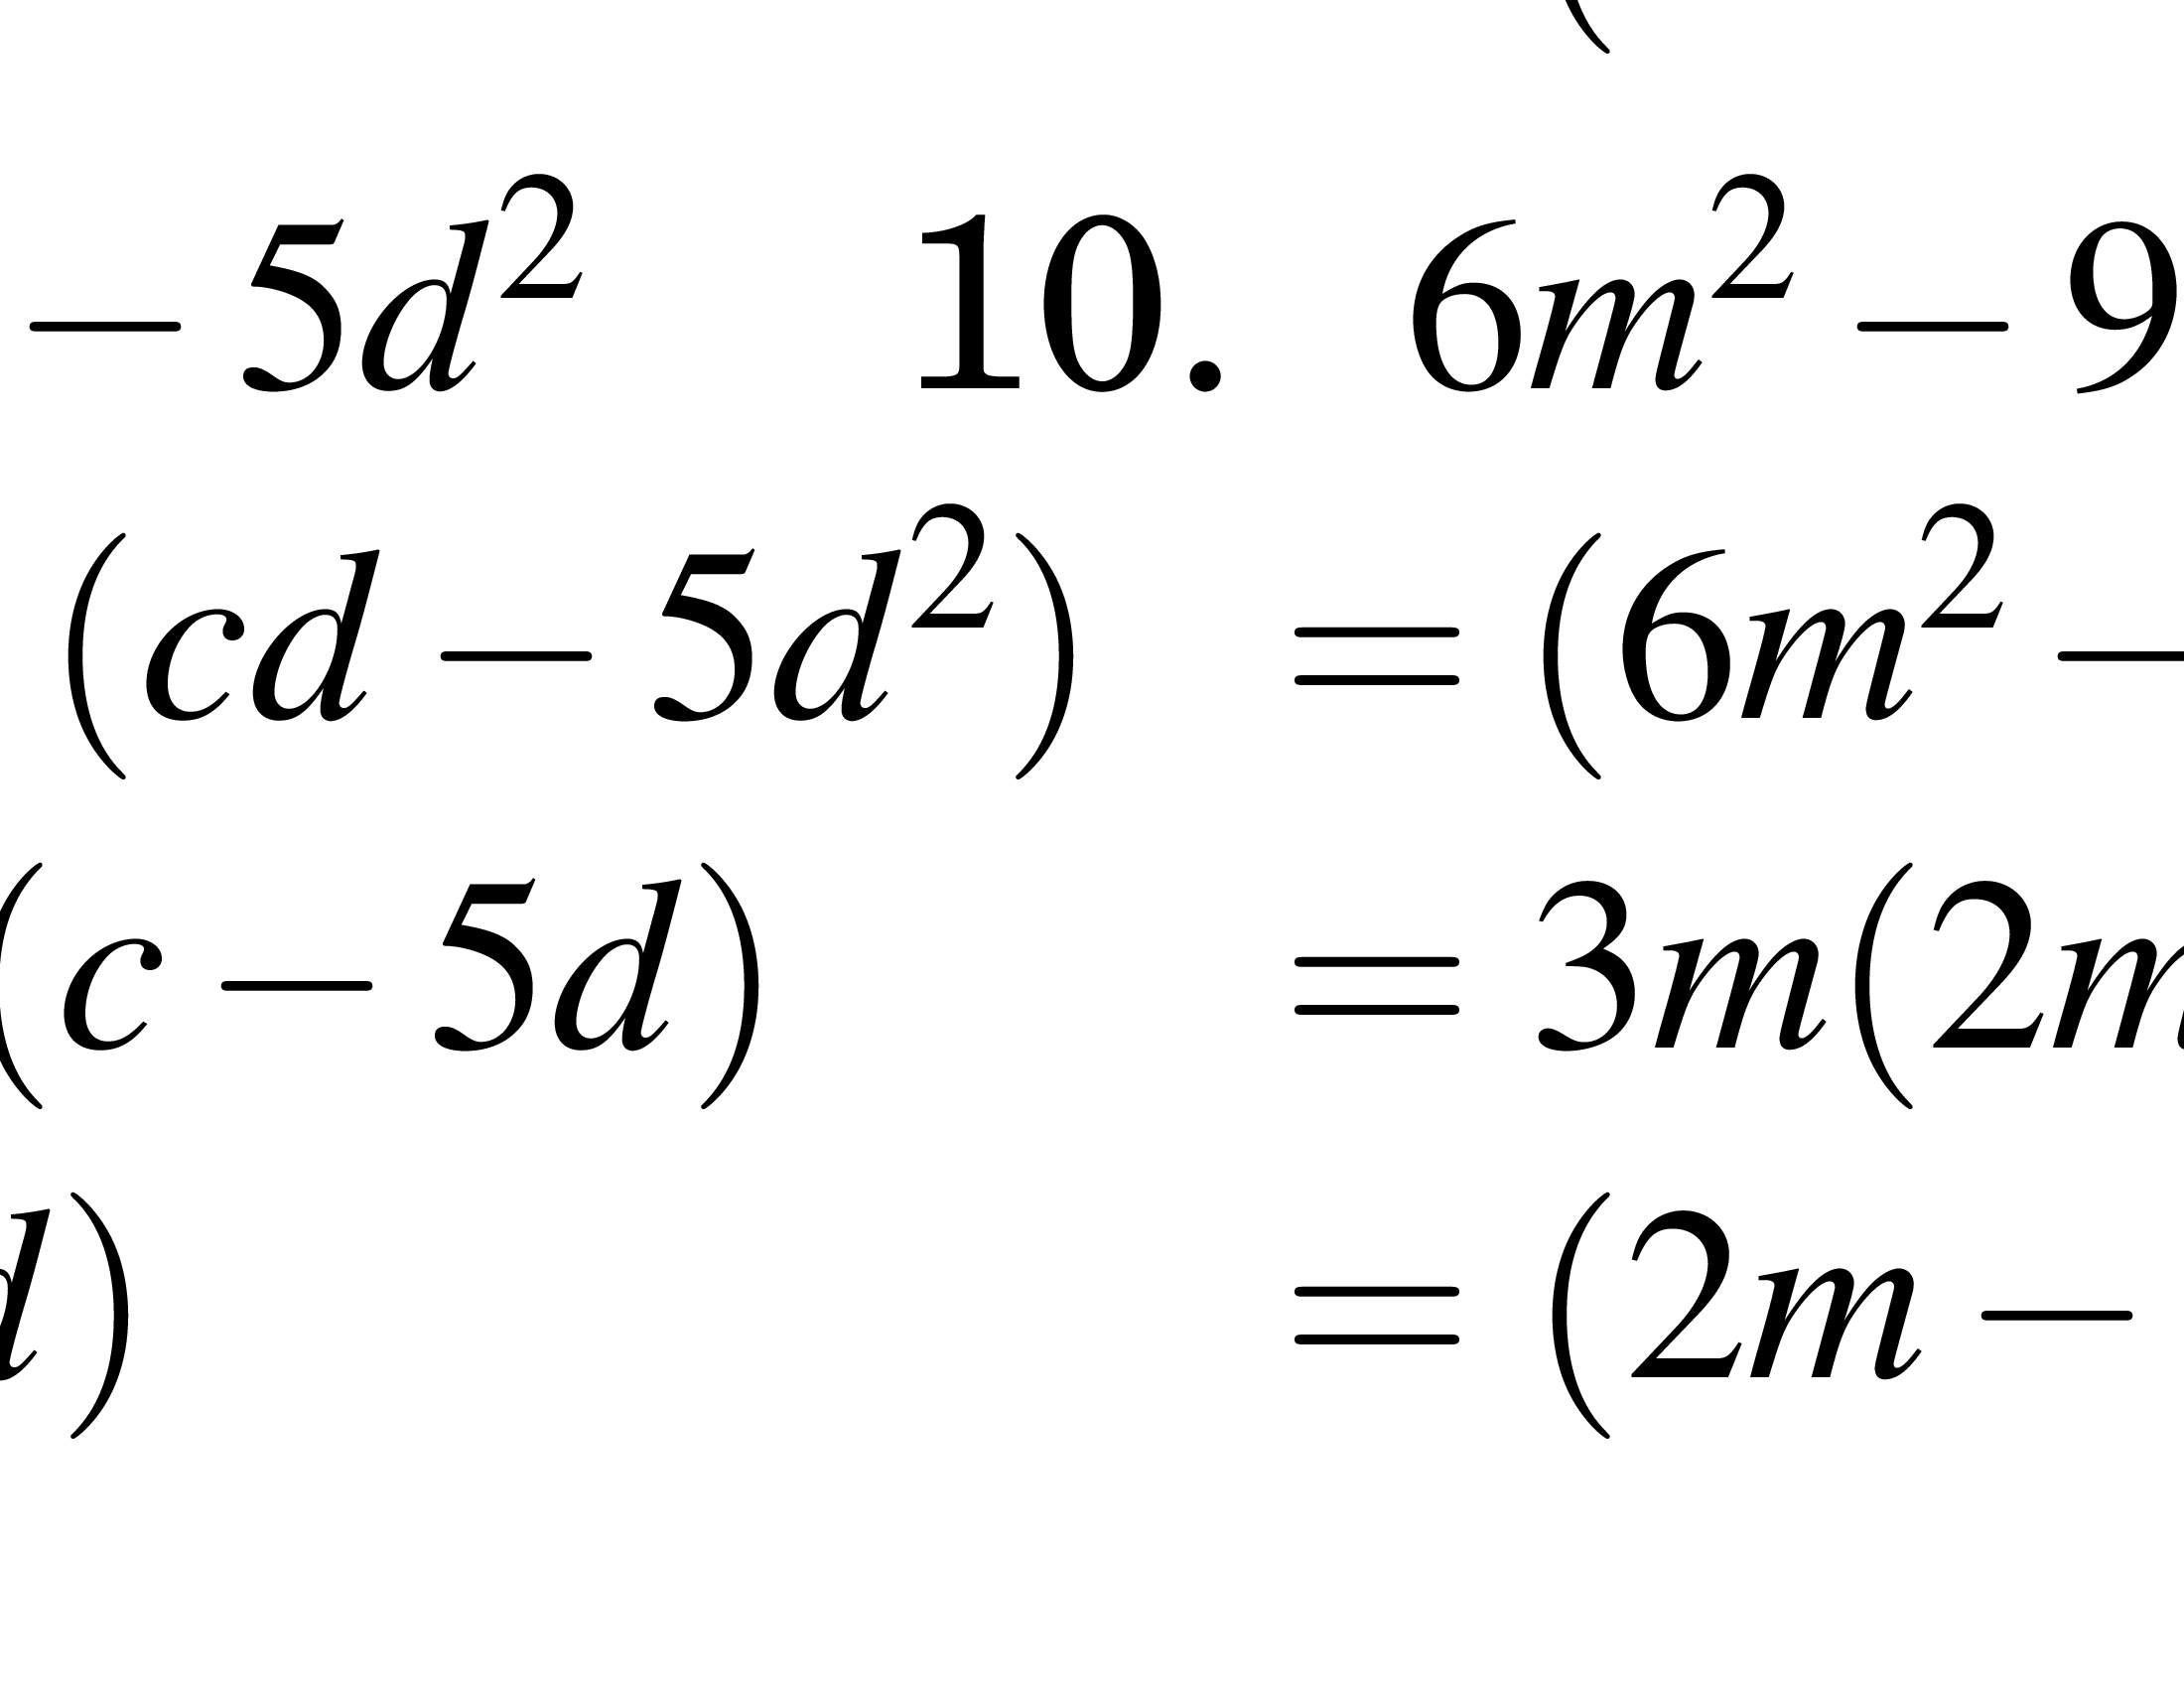 (
− 5d² 10. 6m² − 9
(cd − 5d²) = (6m² −
(c − 5d) = 3m(2m
d) = (2m −